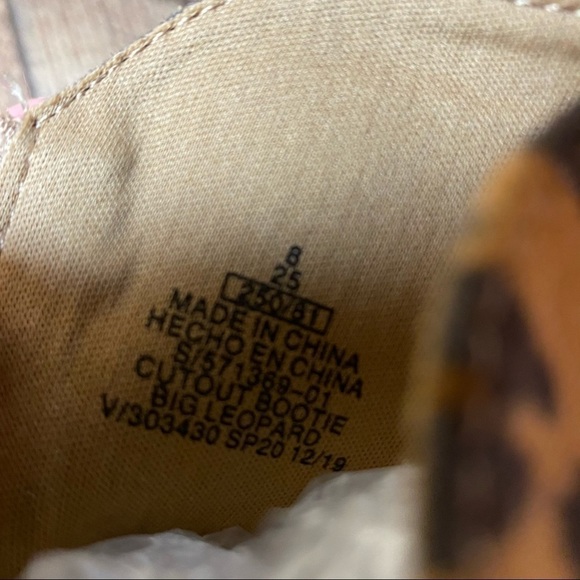 8
25
250/61
MADE IN CHINA
HECHO EN CHINA
S/571369-01
CUTOUT BOOTIE
BIG LEOPARD
V/303430 SP20 12/19